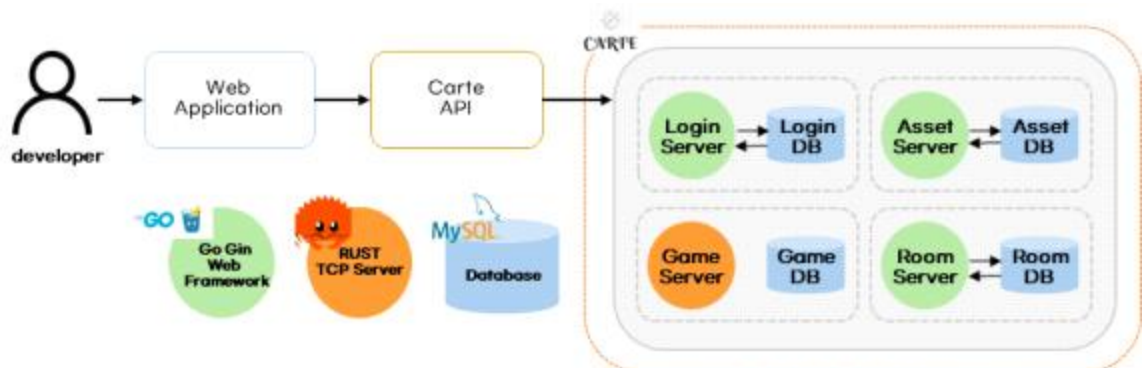 CARTE
developer
Web
Application
Carte
API
Login
Server
Login
DB
Asset
Server
Asset
DB
GO
Go Gin
Web
Framework
RUST
TCP Server
MySQL
Database
Game
Server
Game
DB
Room
Server
Room
DB